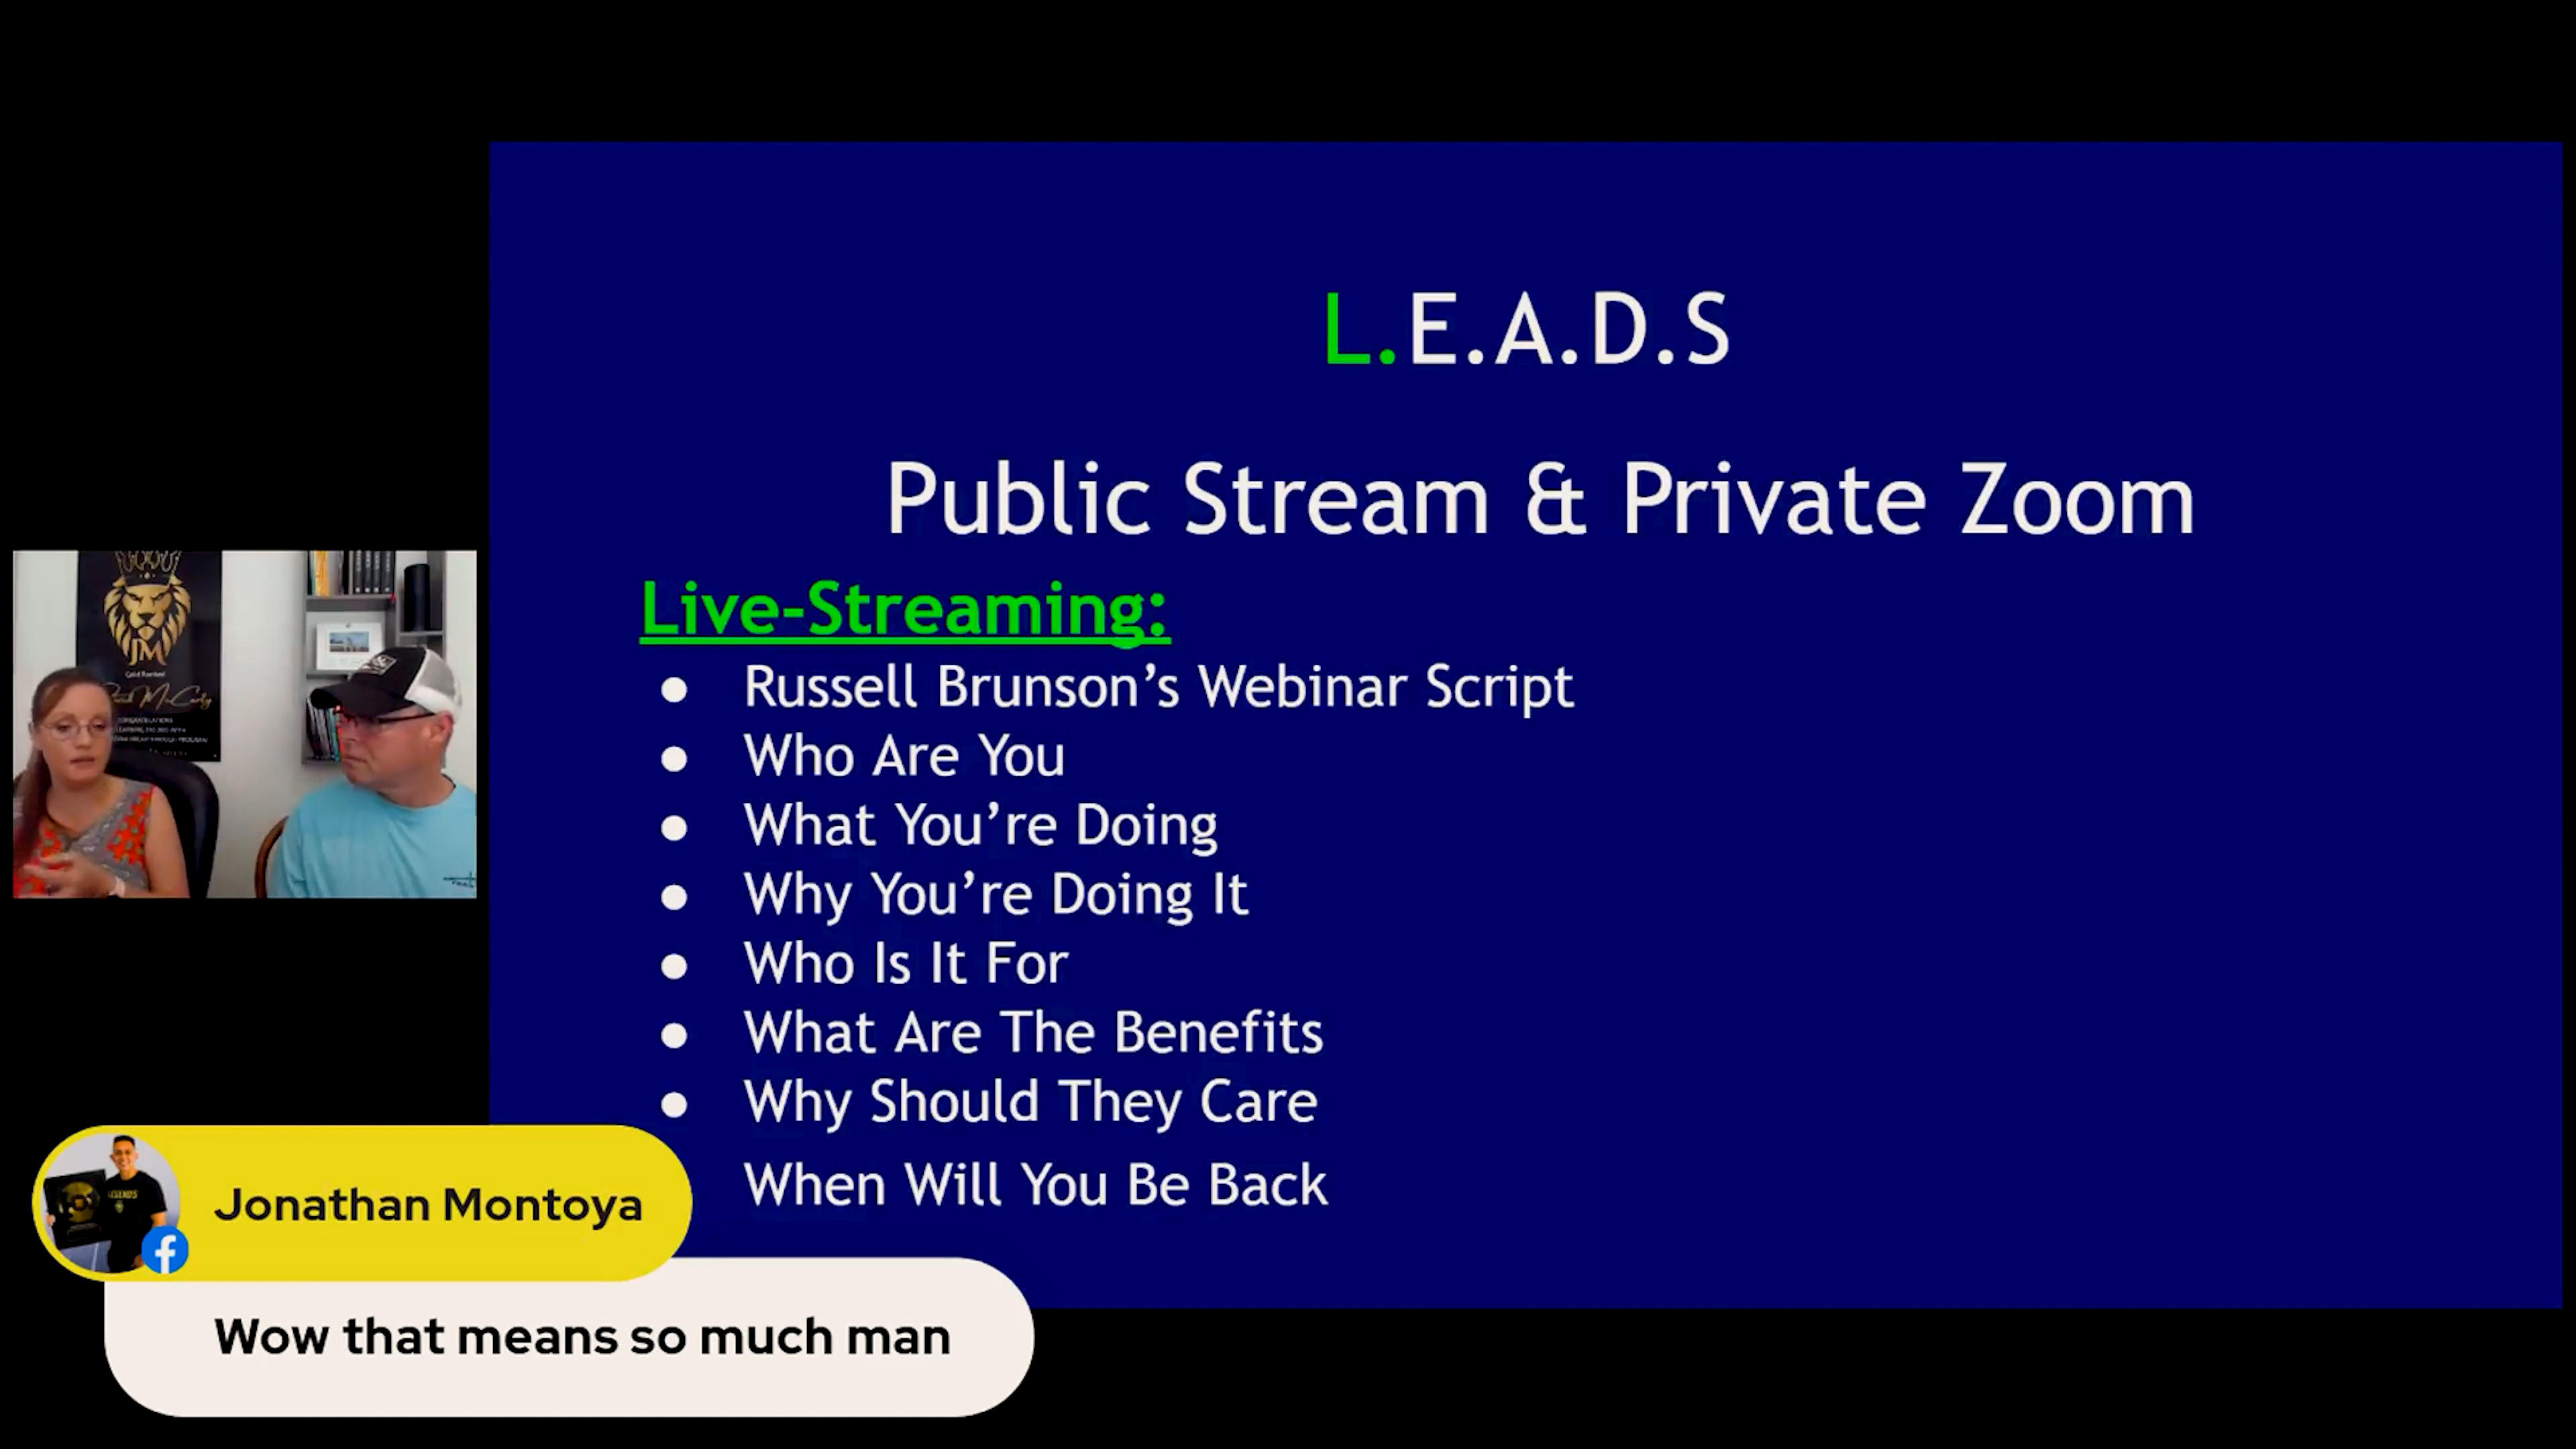 L.E.A.D.S
Public Stream & Private Zoom
Live-Streaming:
● Russell Brunson’s Webinar Script
● Who Are You
● What You’re Doing
● Why You’re Doing It
● Who Is It For
● What Are The Benefits
● Why Should They Care
When Will You Be Back
JM
Jonathan Montoya
Wow that means so much man